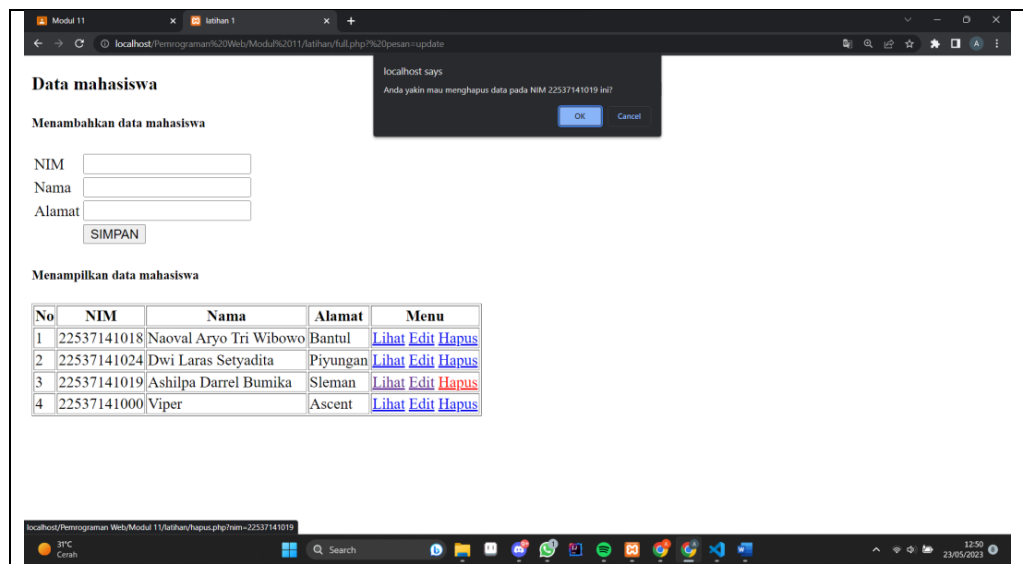 Modul 11
latihan 1
localhost/Pemrograman%20Web/Modul%2011/latihan/full.php?%20pesan=update
localhost says
Anda yakin mau menghapus data pada NIM 22537141019 ini?
OK Cancel
Data mahasiswa
Menambahkan data mahasiswa
NIM
Nama
Alamat
SIMPAN
Menampilkan data mahasiswa
No NIM Nama Alamat Menu
1 22537141018 Naoval Aryo Tri Wibowo Bantul Lihat Edit Hapus
2 22537141024 Dwi Laras Setyadita Piyungan Lihat Edit Hapus
3 22537141019 Ashilpa Darrel Bumika Sleman Lihat Edit Hapus
4 22537141000 Viper Ascent Lihat Edit Hapus
localhost/Pemrograman Web/Modul 11/latihan/hapus.php?nim=22537141019
31°C
Cerah
Search
12:50
23/05/2023